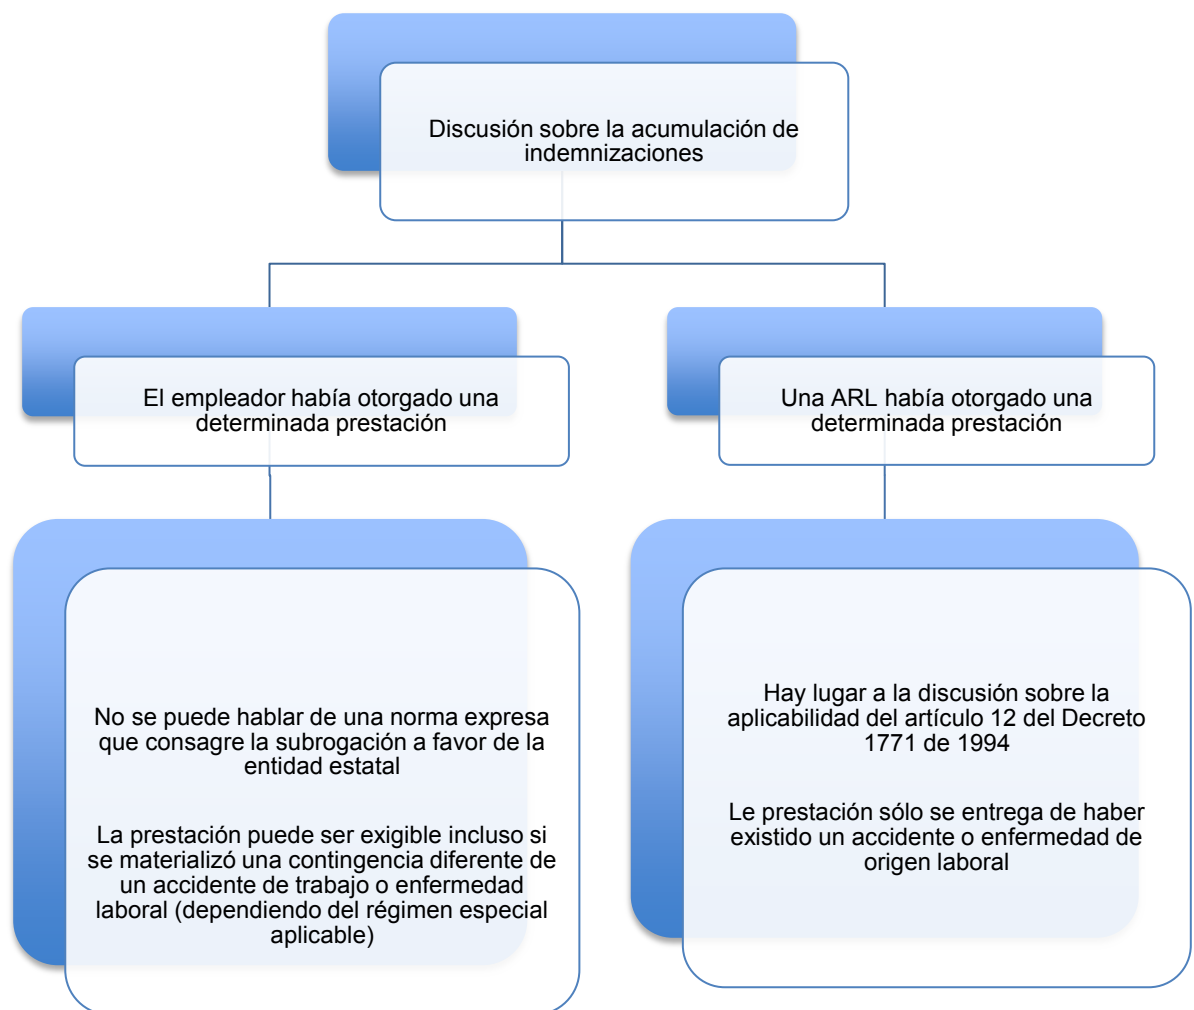 Discusión sobre la acumulación de
indemnizaciones
El empleador había otorgado una
determinada prestación
Una ARL había otorgado una
determinada prestación
No se puede hablar de una norma expresa
que consagre la subrogación a favor de la
entidad estatal
La prestación puede ser exigible incluso si
se materializó una contingencia diferente de
un accidente de trabajo o enfermedad
laboral (dependiendo del régimen especial
aplicable)
Hay lugar a la discusión sobre la
aplicabilidad del artículo 12 del Decreto
1771 de 1994
Le prestación sólo se entrega de haber
existido un accidente o enfermedad de
origen laboral